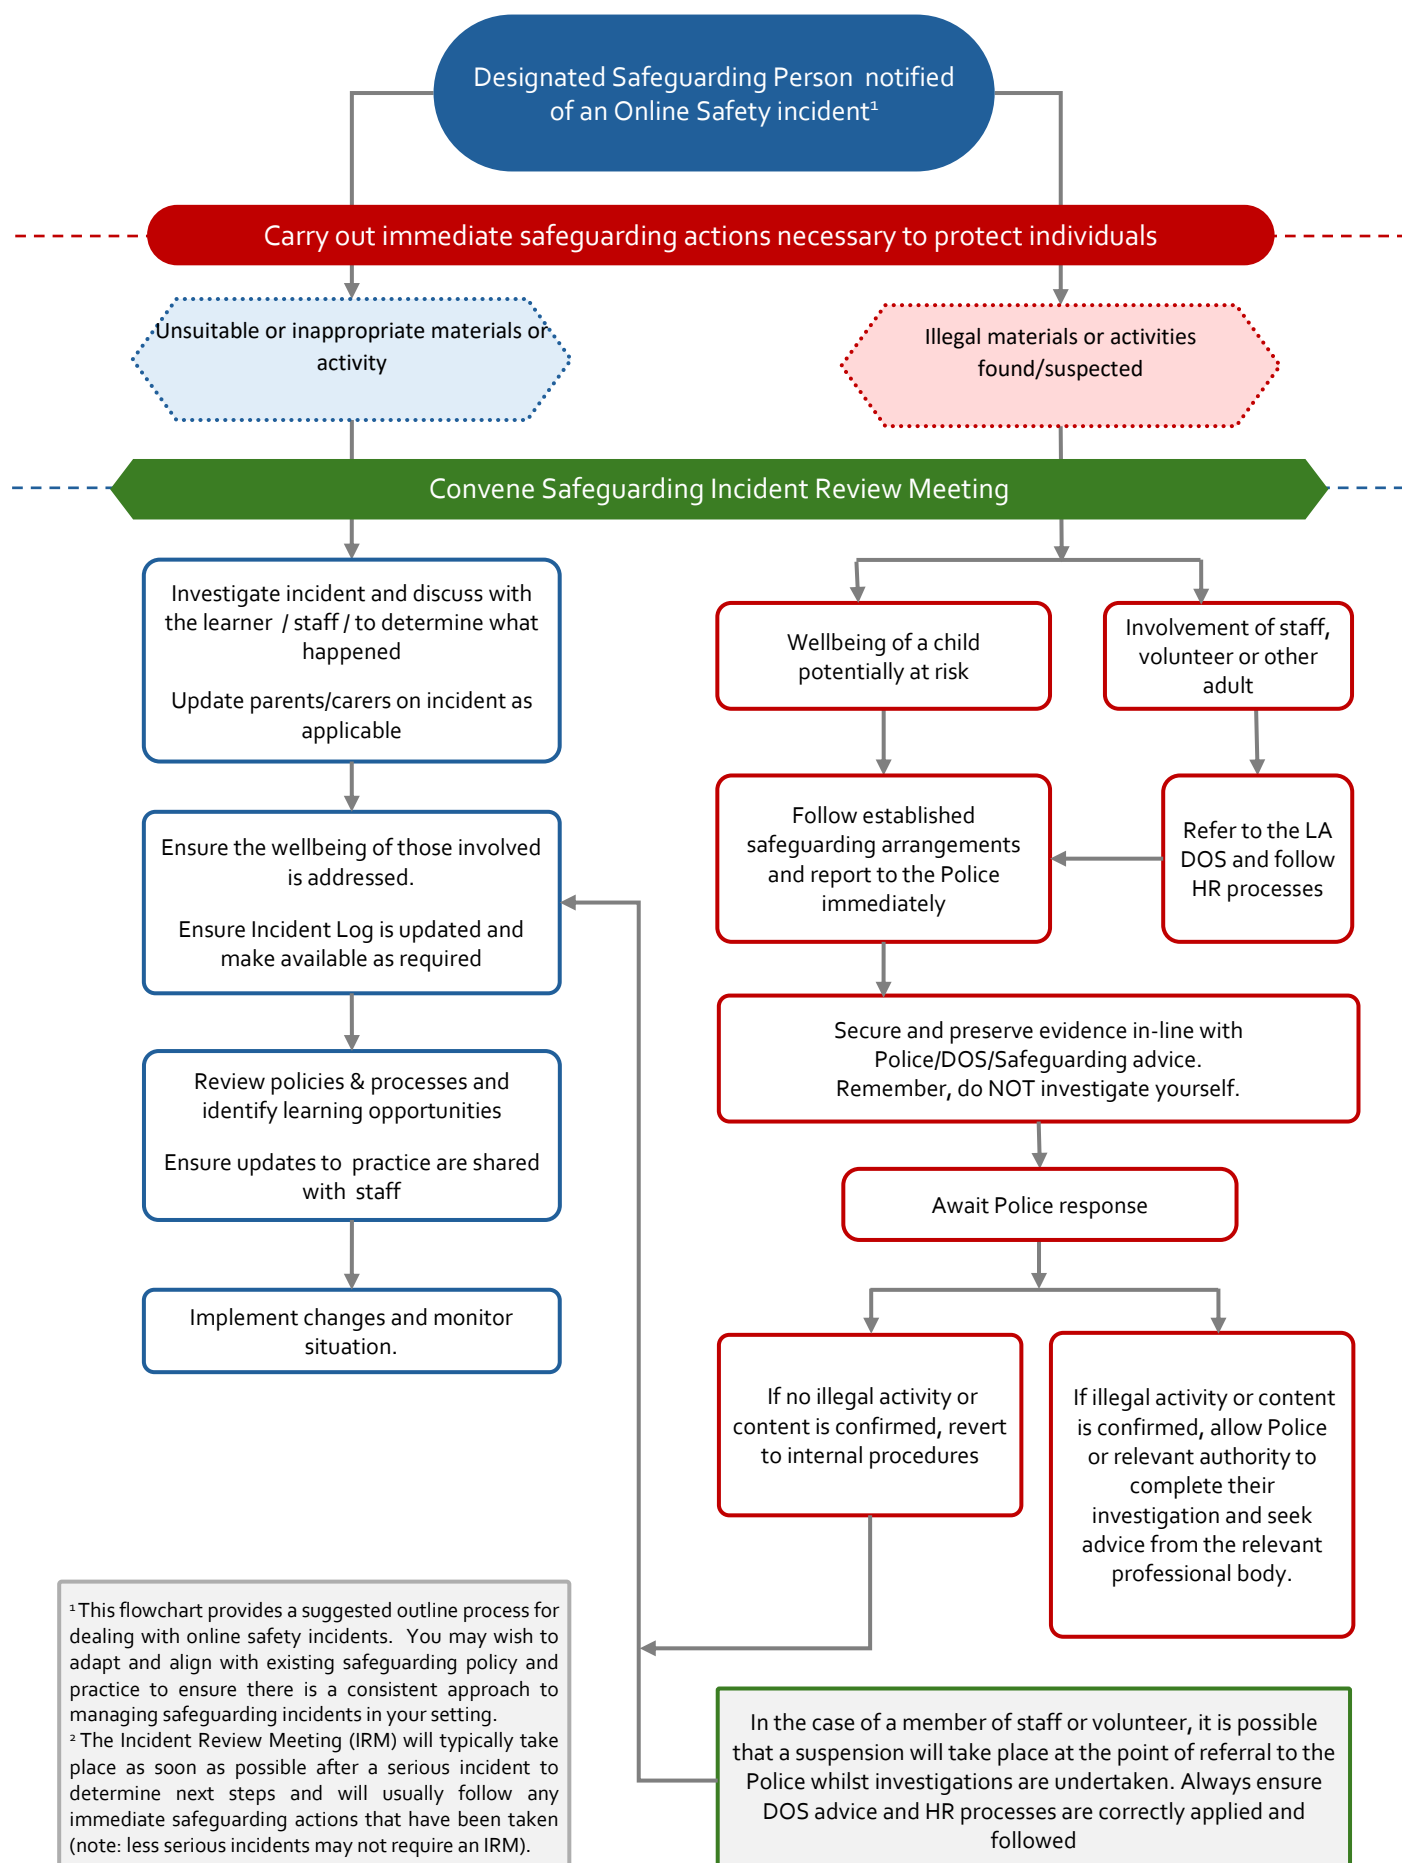 Designated Safeguarding Person notified
of an Online Safety incident¹
Carry out immediate safeguarding actions necessary to protect individuals
Unsuitable or inappropriate materials or
activity
Illegal materials or activities
found/suspected
Convene Safeguarding Incident Review Meeting
Investigate incident and discuss with
the learner / staff / to determine what
happened
Update parents/carers on incident as
applicable
Ensure the wellbeing of those involved
is addressed.
Ensure Incident Log is updated and
make available as required
Review policies & processes and
identify learning opportunities
Ensure updates to practice are shared
with staff
Implement changes and monitor
situation.
Wellbeing of a child
potentially at risk
Involvement of staff,
volunteer or other
adult
Follow established
safeguarding arrangements
and report to the Police
immediately
Refer to the LA
DOS and follow
HR processes
Secure and preserve evidence in-line with
Police/DOS/Safeguarding advice.
Remember, do NOT investigate yourself.
Await Police response
If no illegal activity or
content is confirmed, revert
to internal procedures
If illegal activity or content
is confirmed, allow Police
or relevant authority to
complete their
investigation and seek
advice from the relevant
professional body.
¹ This flowchart provides a suggested outline process for
dealing with online safety incidents. You may wish to
adapt and align with existing safeguarding policy and
practice to ensure there is a consistent approach to
managing safeguarding incidents in your setting.
² The Incident Review Meeting (IRM) will typically take
place as soon as possible after a serious incident to
determine next steps and will usually follow any
immediate safeguarding actions that have been taken
(note: less serious incidents may not require an IRM).
In the case of a member of staff or volunteer, it is possible
that a suspension will take place at the point of referral to the
Police whilst investigations are undertaken. Always ensure
DOS advice and HR processes are correctly applied and
followed